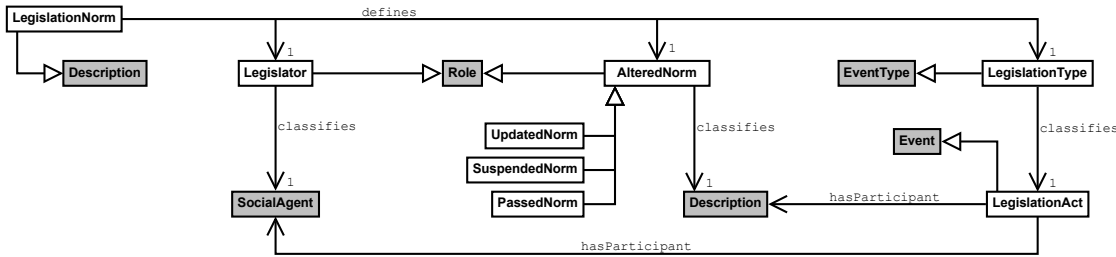 LegislationNorm
defines
1
1
1
Description
Legislator
Role
AlteredNorm
EventType
LegislationType
classifies
UpdatedNorm
classifies
classifies
Event
SuspendedNorm
1
1
1
SocialAgent
PassedNorm
Description
hasParticipant
LegislationAct
hasParticipant